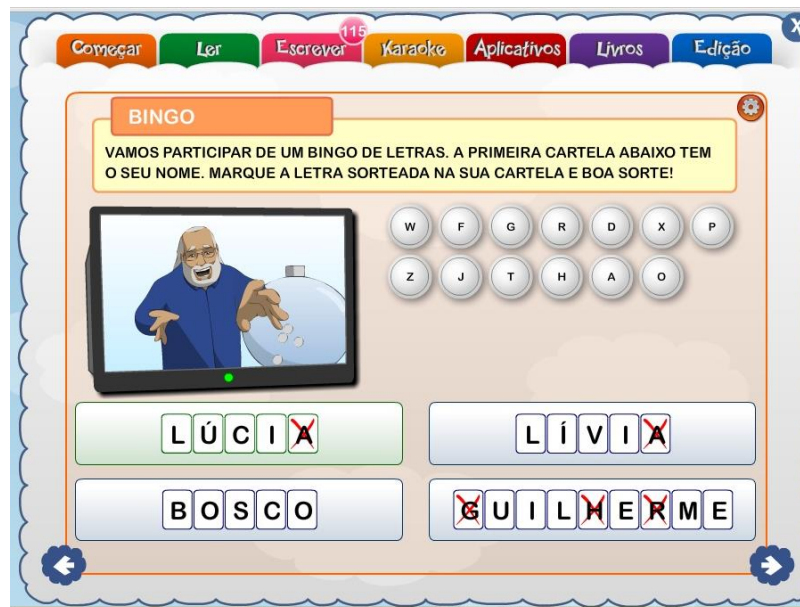 115
Começar Ler Escrever Karaoke Aplicativos Livros Edição
X
BINGO
VAMOS PARTICIPAR DE UM BINGO DE LETRAS. A PRIMEIRA CARTELA ABAIXO TEM
O SEU NOME. MARQUE A LETRA SORTEADA NA SUA CARTELA E BOA SORTE!
W F G R D X P
Z J T H A O
LÚCIA
LÍVIA
BOSCO
GUILHERME